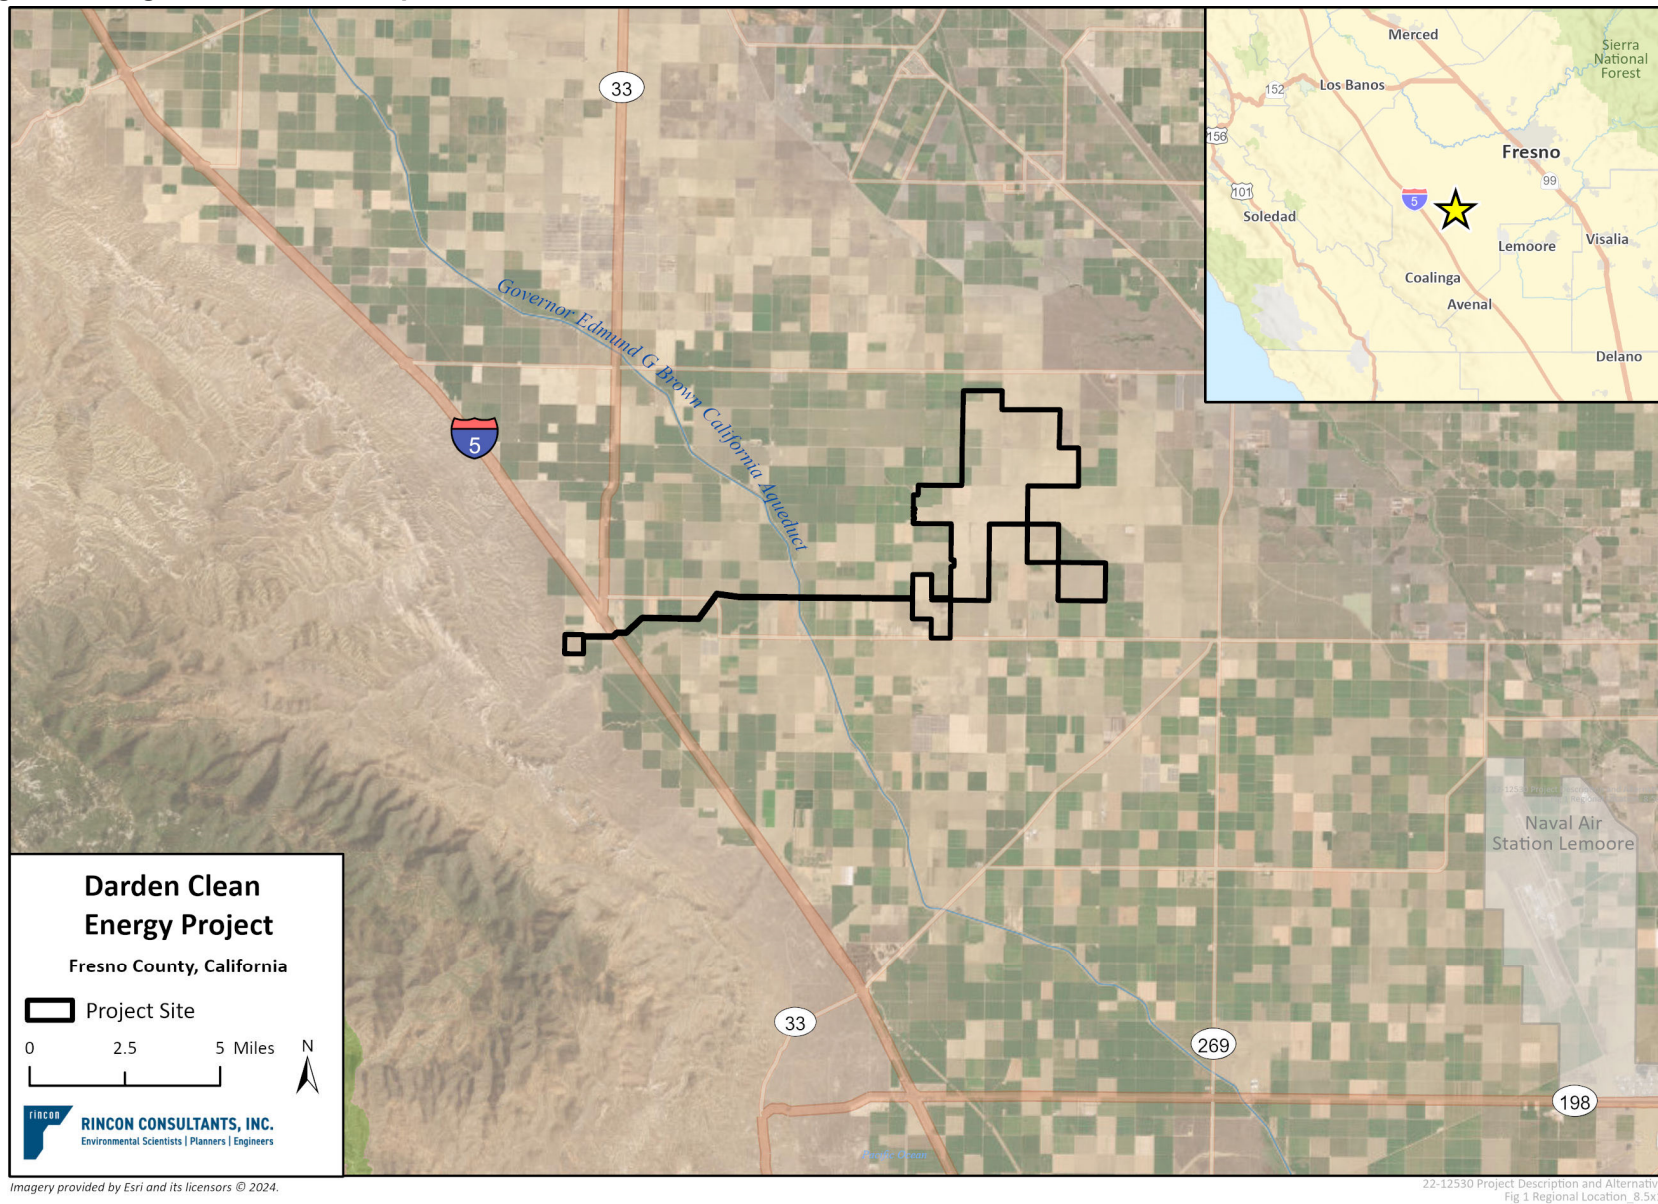 33
5
Governor Edmund G Brown California Aqueduct
Merced
Sierra
National
Forest
152
Los Banos
156
Fresno
99
101
5
Soledad
Lemoore
Visalia
Coalinga
Avenal
Delano
Naval Air
Station Lemoore
33
269
198
Darden Clean
Energy Project
Fresno County, California
Project Site
0 2.5 5 Miles
N
rincon
RINCON CONSULTANTS, INC.
Environmental Scientists | Planners | Engineers
Imagery provided by Esri and its licensors © 2024.
22-12530 Project Description and Alternativ
Fig 1 Regional Location_8.5x